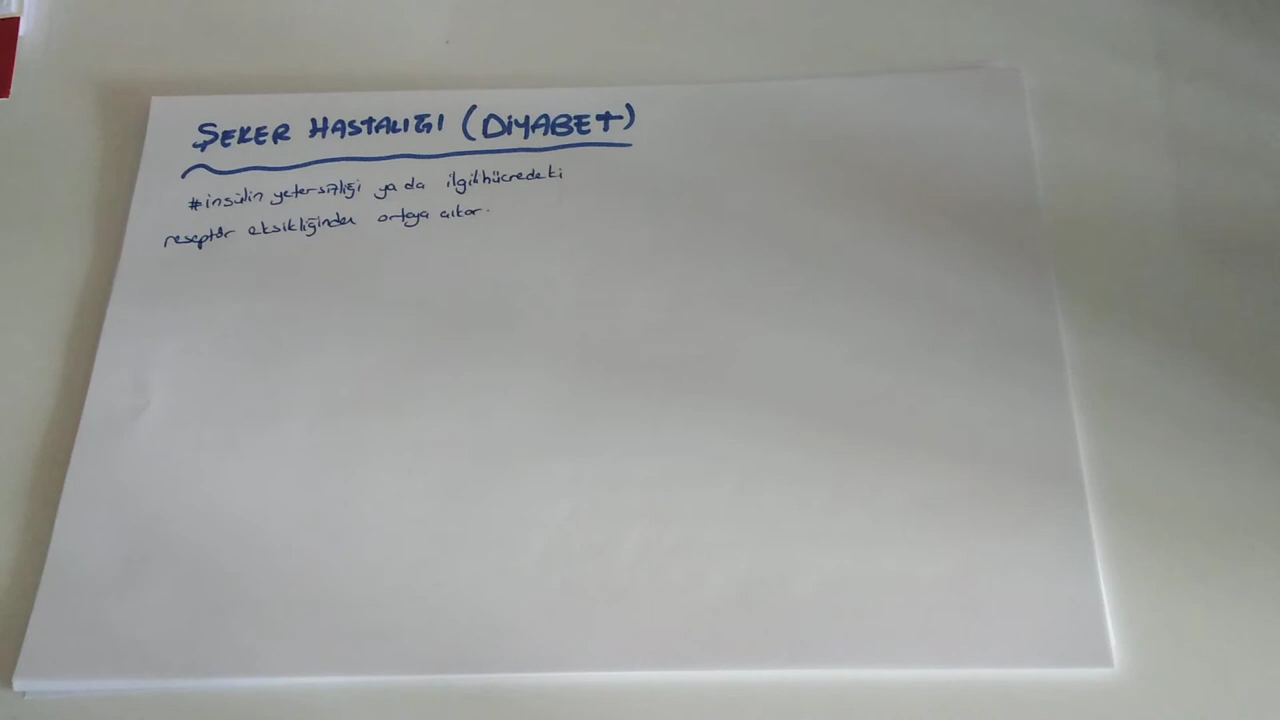 ŞEKER HASTALIĞI (DİYABET)
#insülin yetersizliği ya da ilgili hücredeki
reseptör eksikliğinden ortaya çıkar.